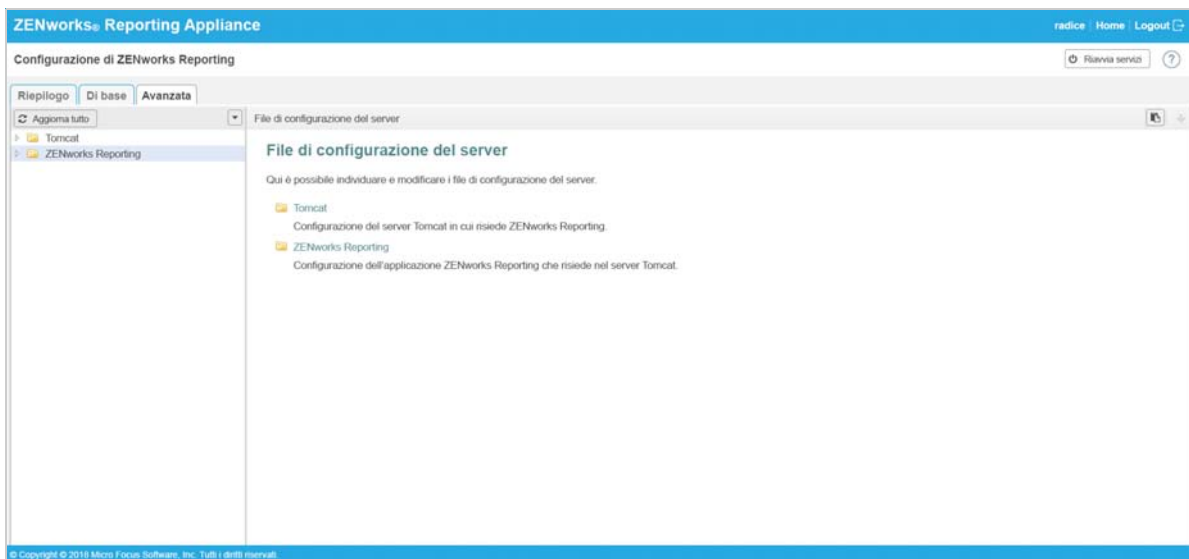 ZENworks® Reporting Appliance
radice Home Logout
Configurazione di ZENworks Reporting
Riavvia servizi ?
Riepilogo Di base Avanzata
Aggiorna tutto
File di configurazione del server
Tomcat
ZENworks Reporting
File di configurazione del server
Qui è possibile individuare e modificare i file di configurazione del server.
Tomcat
Configurazione del server Tomcat in cui risiede ZENworks Reporting.
ZENworks Reporting
Configurazione dell'applicazione ZENworks Reporting che risiede nel server Tomcat.
© Copyright © 2018 Micro Focus Software, Inc. Tutti i diritti riservati.